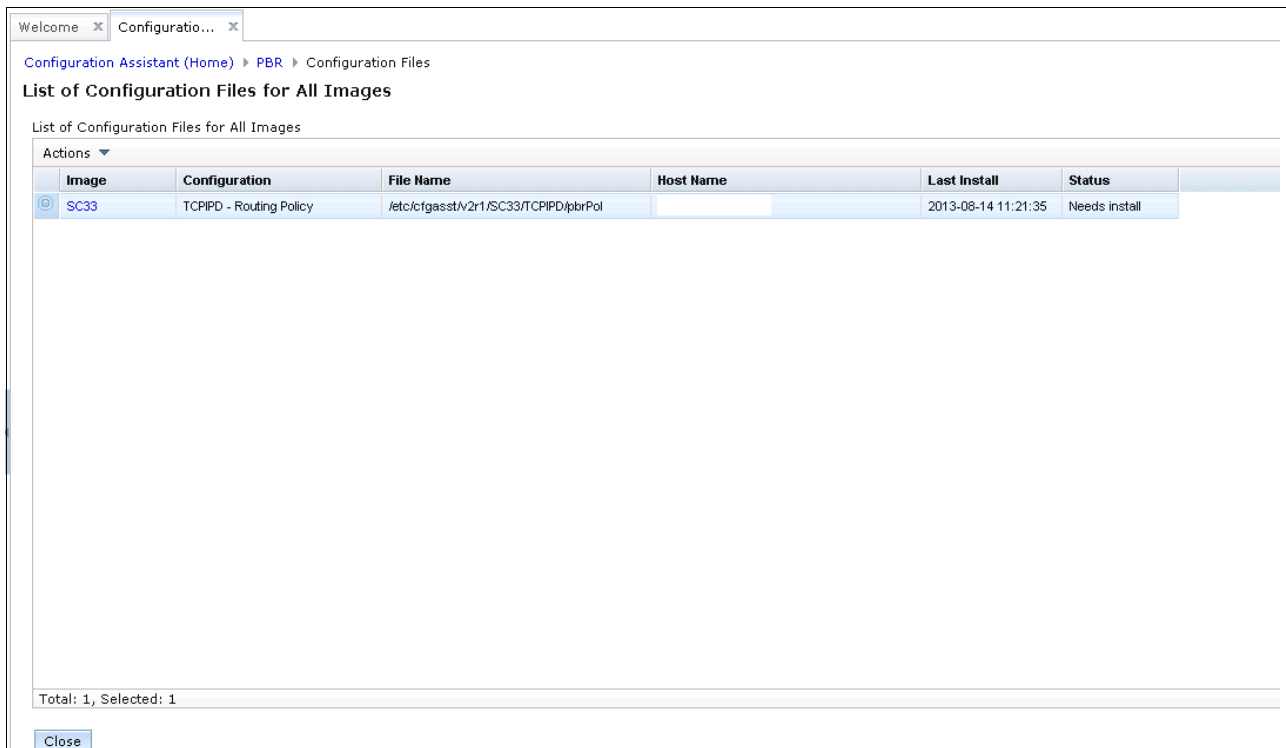 Welcome x Configuratio... x
Configuration Assistant (Home) ▸ PBR ▸ Configuration Files
List of Configuration Files for All Images
List of Configuration Files for All Images
Actions
Image Configuration File Name Host Name Last Install Status
SC33 TCPIPD - Routing Policy /etc/cfgasst/v2r1/SC33/TCPIPD/pbrPol 2013-08-14 11:21:35 Needs install
Total: 1, Selected: 1
Close